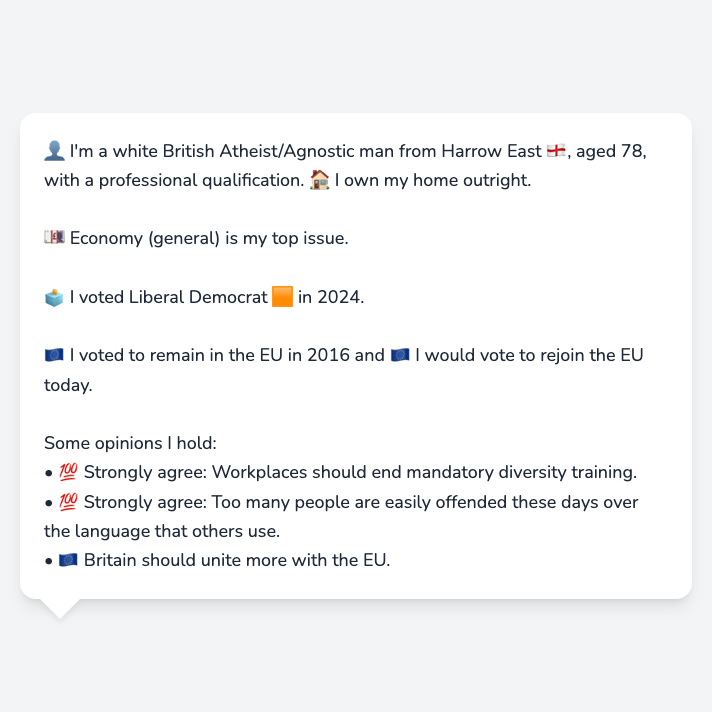 👤 I'm a white British Atheist/Agnostic man from Harrow East 🏴󠁧󠁢󠁥󠁮󠁧󠁿, aged 78,
with a professional qualification. 🏠 I own my home outright.
💷 Economy (general) is my top issue.
🗳️ I voted Liberal Democrat 🟧 in 2024.
🇪🇺 I voted to remain in the EU in 2016 and 🇪🇺 I would vote to rejoin the EU
today.
Some opinions I hold:
• 💯 Strongly agree: Workplaces should end mandatory diversity training.
• 💯 Strongly agree: Too many people are easily offended these days over
the language that others use.
• 🇪🇺 Britain should unite more with the EU.